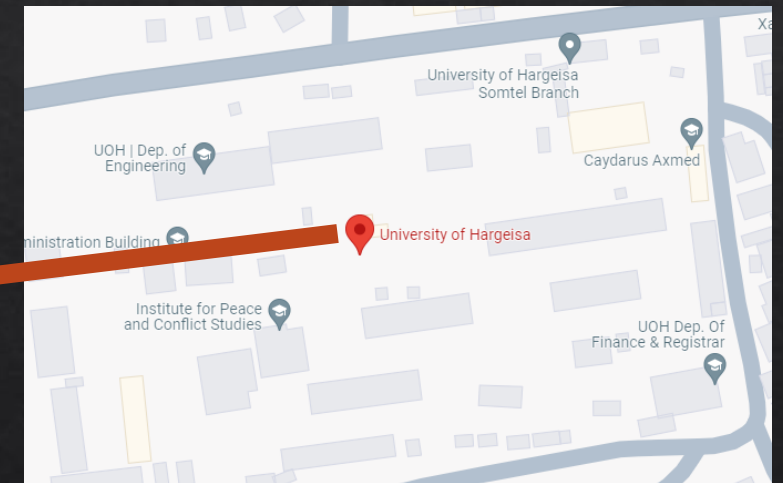 Xa
University of Hargeisa
Somtel Branch
UOH | Dep. of
Engineering
Caydarus Axmed
University of Hargeisa
ministration Building
Institute for Peace
and Conflict Studies
UOH Dep. Of
Finance & Registrar